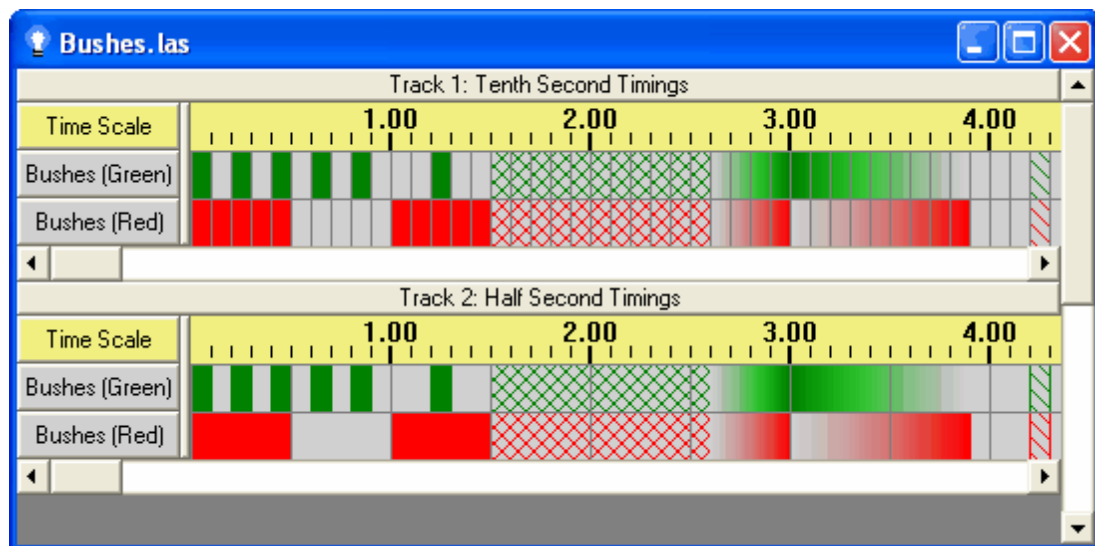 Bushes.las
Track 1: Tenth Second Timings
Time Scale 1.00 2.00 3.00 4.00
Bushes (Green)
Bushes (Red)
Track 2: Half Second Timings
Time Scale 1.00 2.00 3.00 4.00
Bushes (Green)
Bushes (Red)